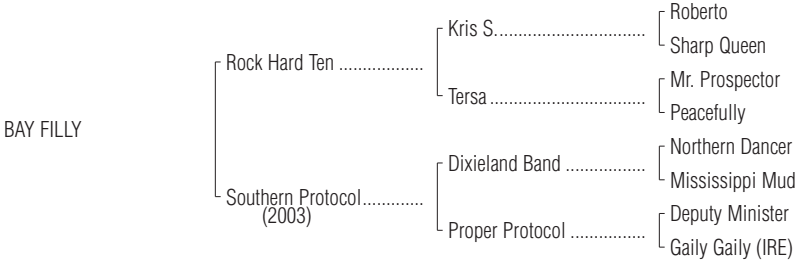 Roberto
Kris S..............................
Sharp Queen
Rock Hard Ten ..................
Mr. Prospector
Tersa ................................
Peacefully
BAY FILLY
Northern Dancer
Dixieland Band ................
Mississippi Mud
Southern Protocol.............
(2003)
Deputy Minister
Proper Protocol ...............
Gaily Gaily (IRE)